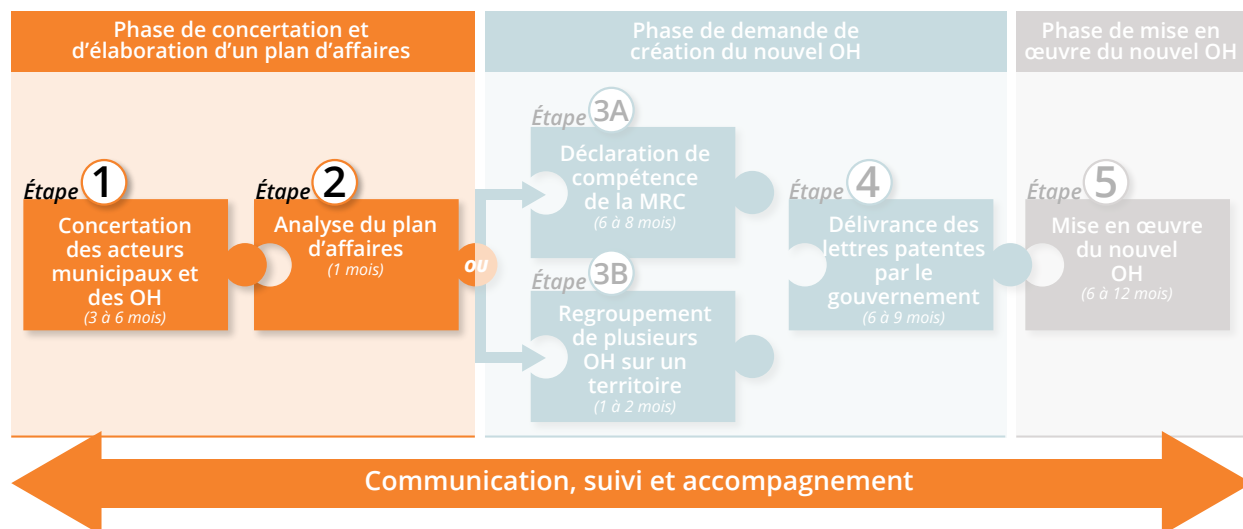 Phase de concertation et
d'élaboration d'un plan d'affaires
Étape 1
Concertation
des acteurs
municipaux et
des OH
(3 à 6 mois)
Étape 2
Analyse du plan
d'affaires
(1 mois)
OU
Phase de demande de
création du nouvel OH
Étape 3A
Déclaration de
compétence
de la MRC
(6 à 8 mois)
Étape 3B
Regroupement
de plusieurs
OH sur un
territoire
(1 à 2 mois)
Étape 4
Délivrance des
lettres patentes
par le
gouvernement
(6 à 9 mois)
Phase de mise en
œuvre du nouvel OH
Étape 5
Mise en œuvre
du nouvel
OH
(6 à 12 mois)
Communication, suivi et accompagnement